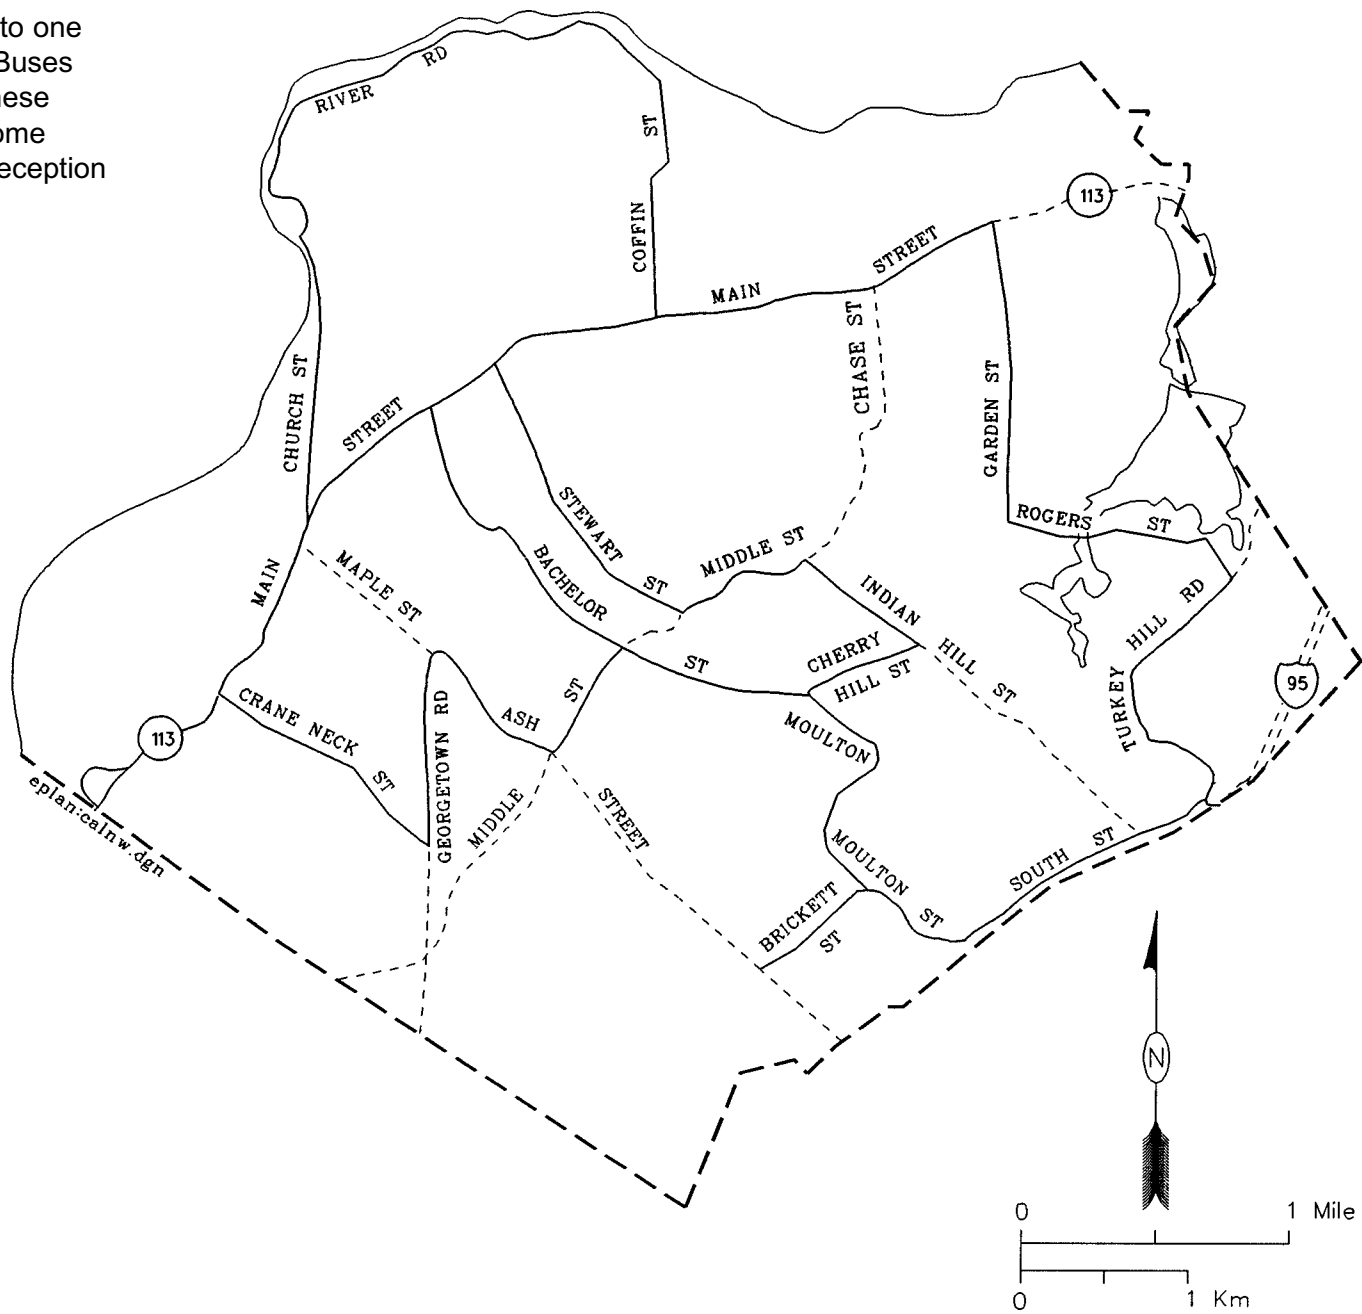 to one
Buses
nese
ome
eception
RIVER RD
COFFIN ST
113
MAIN STREET
CHASE ST
GARDEN ST
CHURCH ST
STREET
MAIN
STEWART ST
MIDDLE ST
ROGERS ST
BACHELOR ST
MAPLE ST
INDIAN HILL ST
CHERRY HILL ST
TURKEY HILL RD
95
CRANE NECK ST
GEORGETOWN RD
ASH ST
MOULTON
113
eplan:calnw.dgn
MIDDLE
STREET
MOULTON ST
SOUTH ST
BRICKETT ST
N
0 1 Mile
0 1 Km